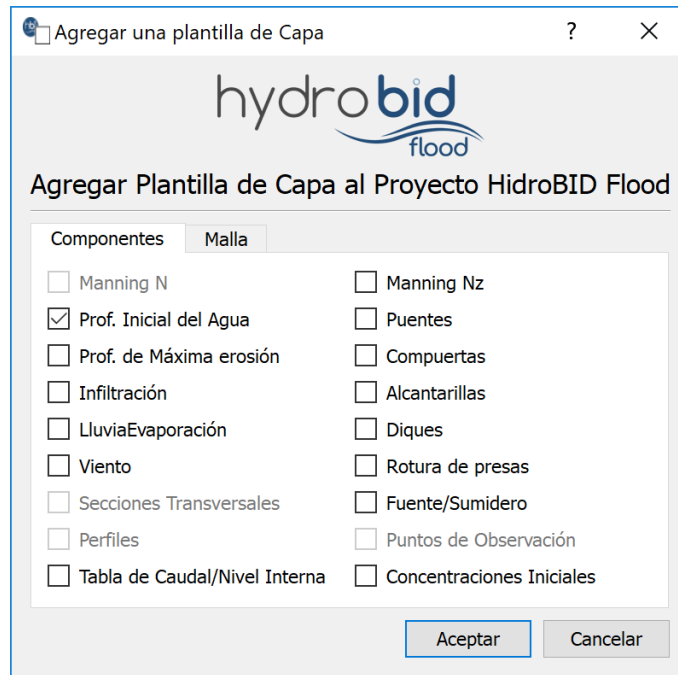 Agregar una plantilla de Capa ?
hydrobid
flood
Agregar Plantilla de Capa al Proyecto HidroBID Flood
Componentes Malla
Manning N Manning Nz
Prof. Inicial del Agua Puentes
Prof. de Máxima erosión Compuertas
Infiltración Alcantarillas
LluviaEvaporación Diques
Viento Rotura de presas
Secciones Transversales Fuente/Sumidero
Perfiles Puntos de Observación
Tabla de Caudal/Nivel Interna Concentraciones Iniciales
Aceptar Cancelar